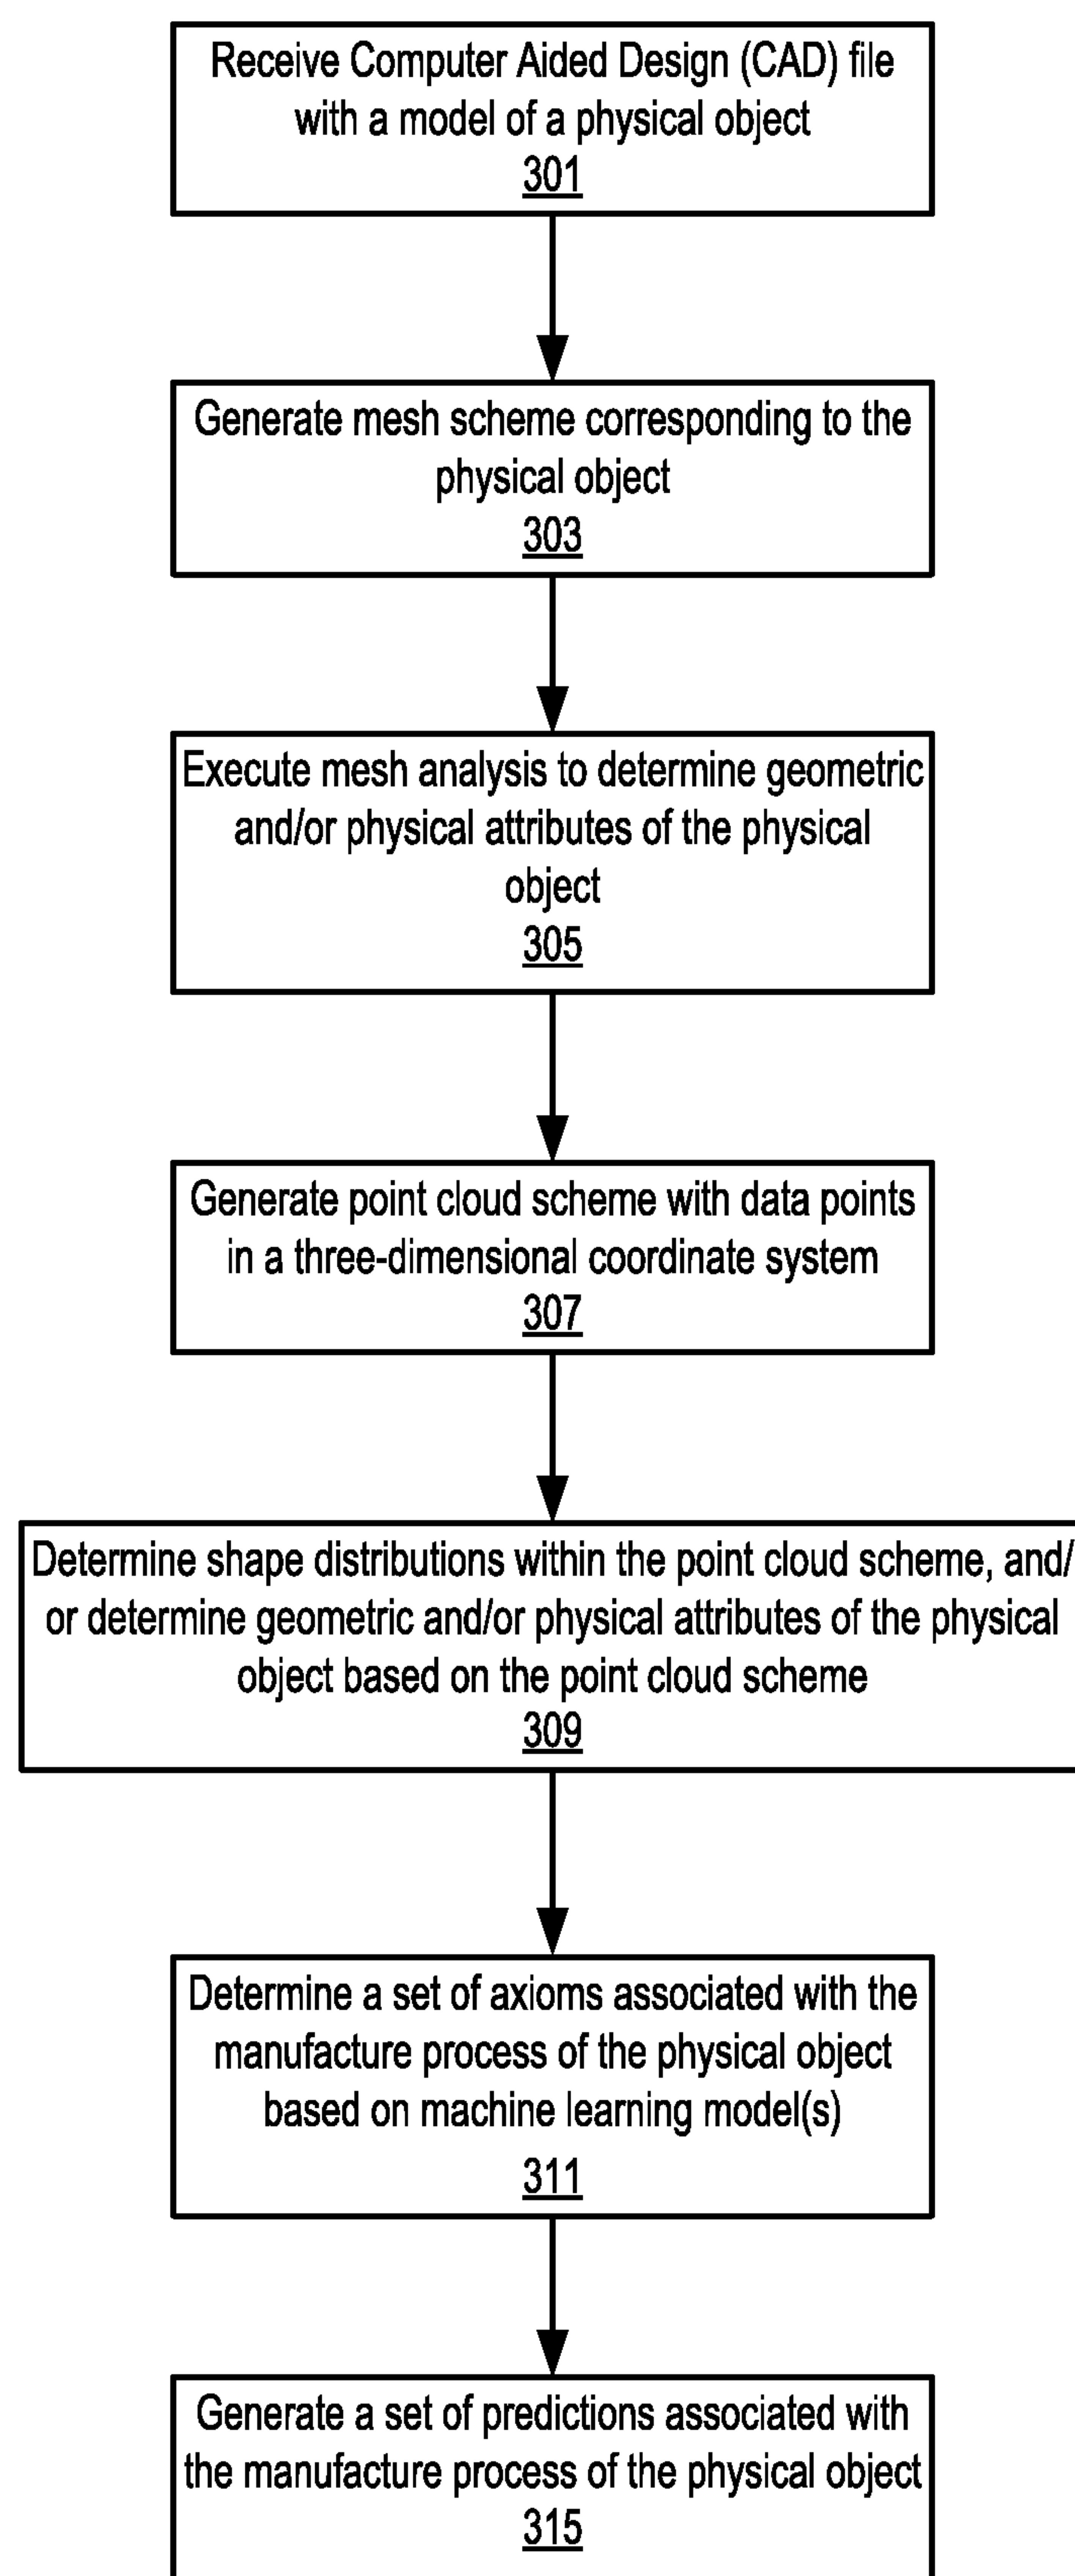 Receive Computer Aided Design (CAD) file
with a model of a physical object
301
Generate mesh scheme corresponding to the
physical object
303
Execute mesh analysis to determine geometric
and/or physical attributes of the physical
object
305
Generate point cloud scheme with data points
in a three-dimensional coordinate system
307
Determine shape distributions within the point cloud scheme, and/
or determine geometric and/or physical attributes of the physical
object based on the point cloud scheme
309
Determine a set of axioms associated with the
manufacture process of the physical object
based on machine learning model(s)
311
Generate a set of predictions associated with
the manufacture process of the physical object
315